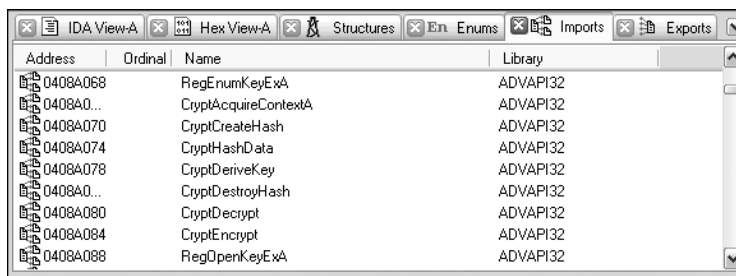 IDA View-A Hex View-A Structures En Enums Imports Exports
Address Ordinal Name Library
0408A068 RegEnumKeyExA ADVAPI32
0408A0... CryptAcquireContextA ADVAPI32
0408A070 CryptCreateHash ADVAPI32
0408A074 CryptHashData ADVAPI32
0408A078 CryptDeriveKey ADVAPI32
0408A0... CryptDestroyHash ADVAPI32
0408A080 CryptDecrypt ADVAPI32
0408A084 CryptEncrypt ADVAPI32
0408A088 RegOpenKeyExA ADVAPI32